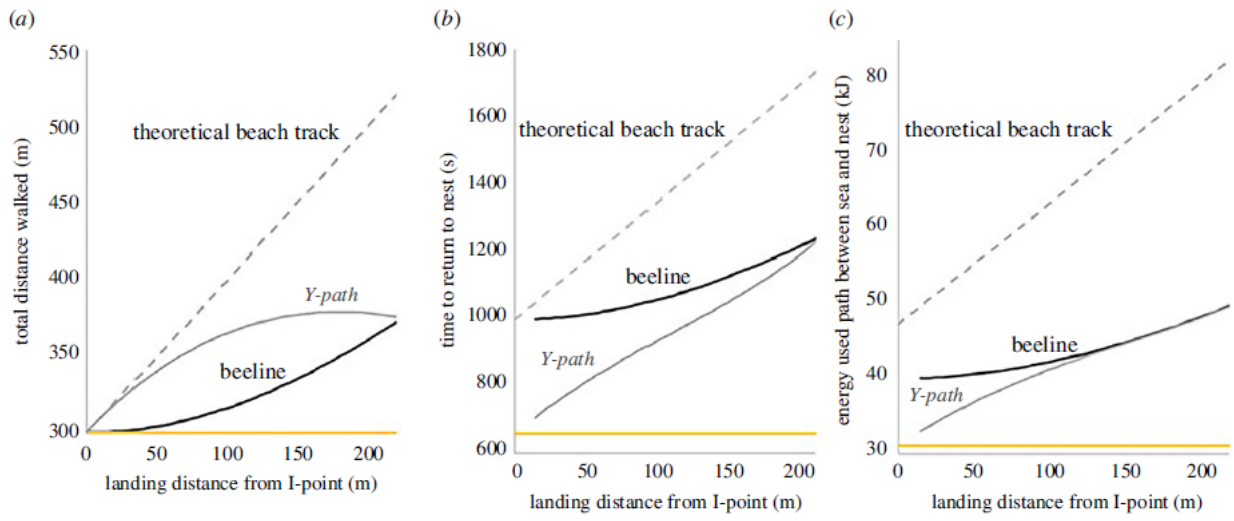 (a)
550
500
450
400
350
300
total distance walked (m)
theoretical beach track
Y-path
beeline
0
50
100
150
200
landing distance from I-point (m)
(b)
1800
1600
1400
1200
1000
800
600
time to return to nest (s)
theoretical beach track
beeline
Y-path
0
50
100
150
200
landing distance from I-point (m)
(c)
80
70
60
50
40
30
energy used path between sea and nest (kJ)
theoretical beach track
beeline
Y-path
0
50
100
150
200
landing distance from I-point (m)